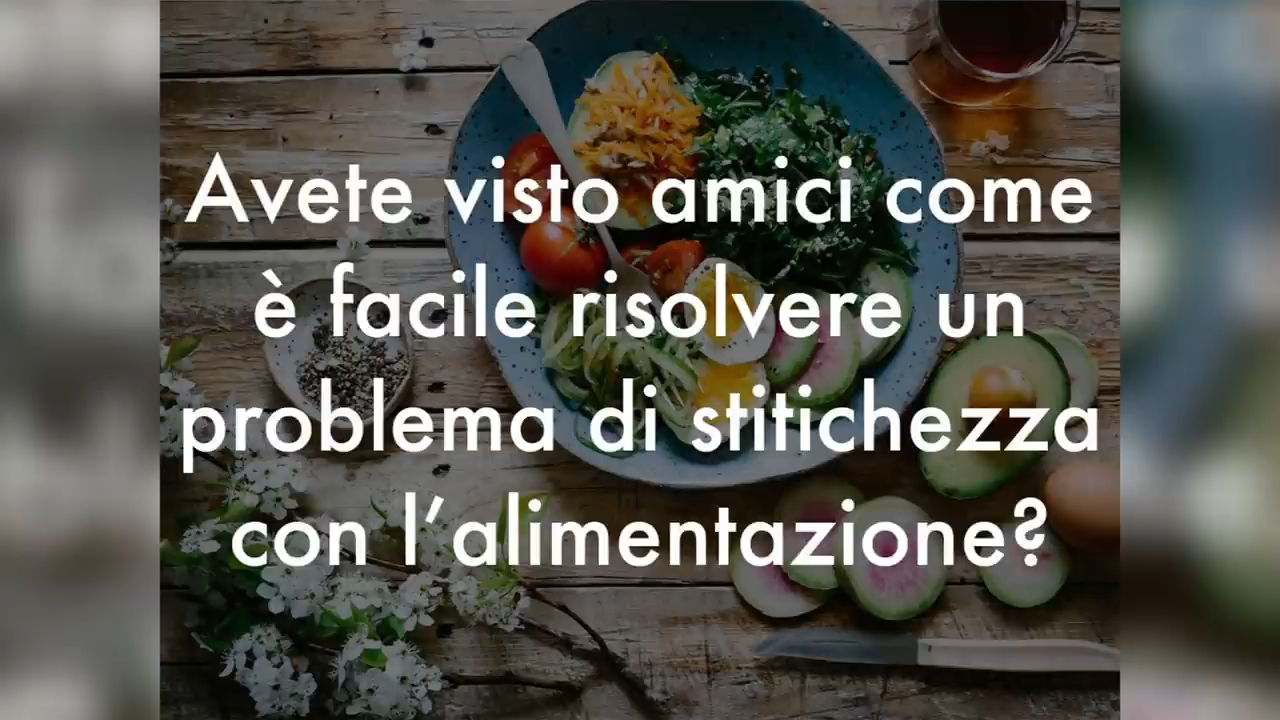 Avete visto amici come
è facile risolvere un
problema di stitichezza
con l’alimentazione?